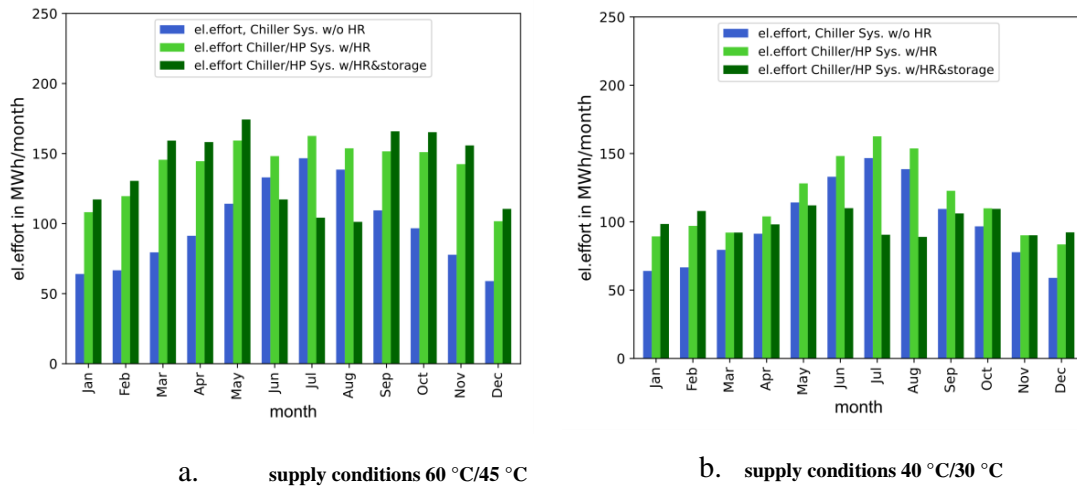 el.effort, Chiller Sys. w/o HR
el.effort Chiller/HP Sys. w/HR
el.effort Chiller/HP Sys. w/HR&storage
el.effort in MWh/month
250
200
150
100
50
0
Jan
Feb
Mar
Apr
May
Jun
Jul
Aug
Sep
Oct
Nov
Dec
month
a. supply conditions 60 °C/45 °C
el.effort, Chiller Sys. w/o HR
el.effort Chiller/HP Sys. w/HR
el.effort Chiller/HP Sys. w/HR&storage
el.effort in MWh/month
250
200
150
100
50
0
Jan
Feb
Mar
Apr
May
Jun
Jul
Aug
Sep
Oct
Nov
Dec
month
b. supply conditions 40 °C/30 °C